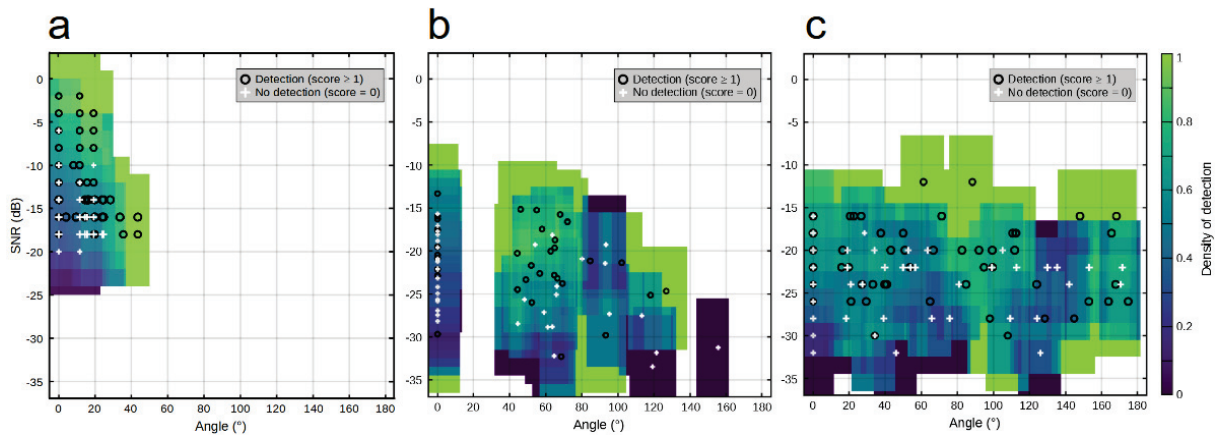 a
b
c
SNR (dB)
0
-5
-10
-15
-20
-25
-30
-35
0 20 40 60 80 100 120 140 160 180
Angle (°)
Detection (score ≥ 1)
No detection (score = 0)
0
-5
-10
-15
-20
-25
-30
-35
0 20 40 60 80 100 120 140 160 180
Angle (°)
Detection (score ≥ 1)
No detection (score = 0)
0
-5
-10
-15
-20
-25
-30
-35
0 20 40 60 80 100 120 140 160 180
Angle (°)
Detection (score ≥ 1)
No detection (score = 0)
1
0.8
0.6
0.4
0.2
0
Density of detection